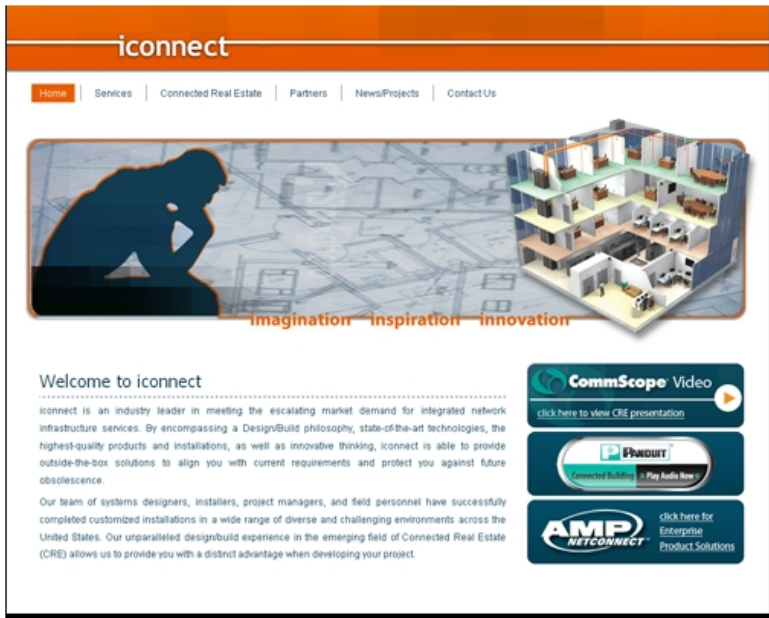 iconnect
Home Services Connected Real Estate Partners News/Projects Contact Us
imagination inspiration innovation
Welcome to iconnect
iconnect is an industry leader in meeting the escalating market demand for integrated network
infrastructure services. By encompassing a Design/Build philosophy, state-of-the-art technologies, the
highest-quality products and installations, as well as innovative thinking, iconnect is able to provide
outside-the-box solutions to align you with current requirements and protect you against future
obsolescence.
Our team of systems designers, installers, project managers, and field personnel have successfully
completed customized installations in a wide range of diverse and challenging environments across the
United States. Our unparalleled design/build experience in the emerging field of Connected Real Estate
(CRE) allows us to provide you with a distinct advantage when developing your project.
CommScope® Video
click here to view CRE presentation
PANDUIT
Connected Building » Play Audio Now «
AMP
NETCONNECT™
click here for
Enterprise
Product Solutions